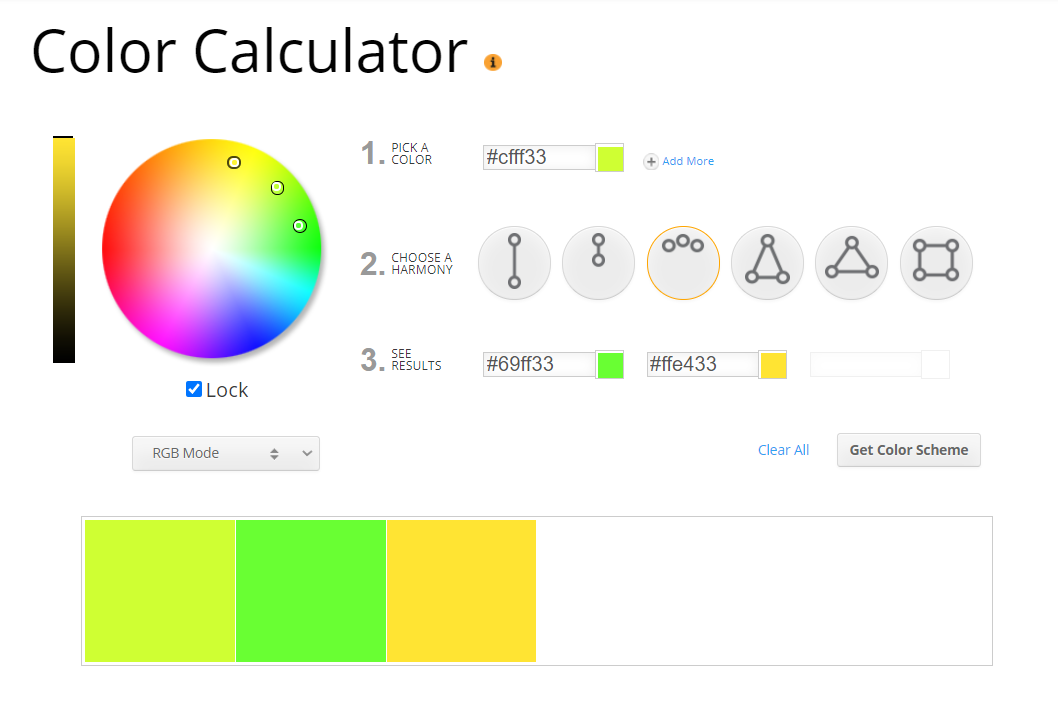 Color Calculator
1. PICK A
COLOR
#cfff33
Add More
2. CHOOSE A
HARMONY
3. SEE
RESULTS
#69ff33
#ffe433
Lock
RGB Mode
Clear All
Get Color Scheme